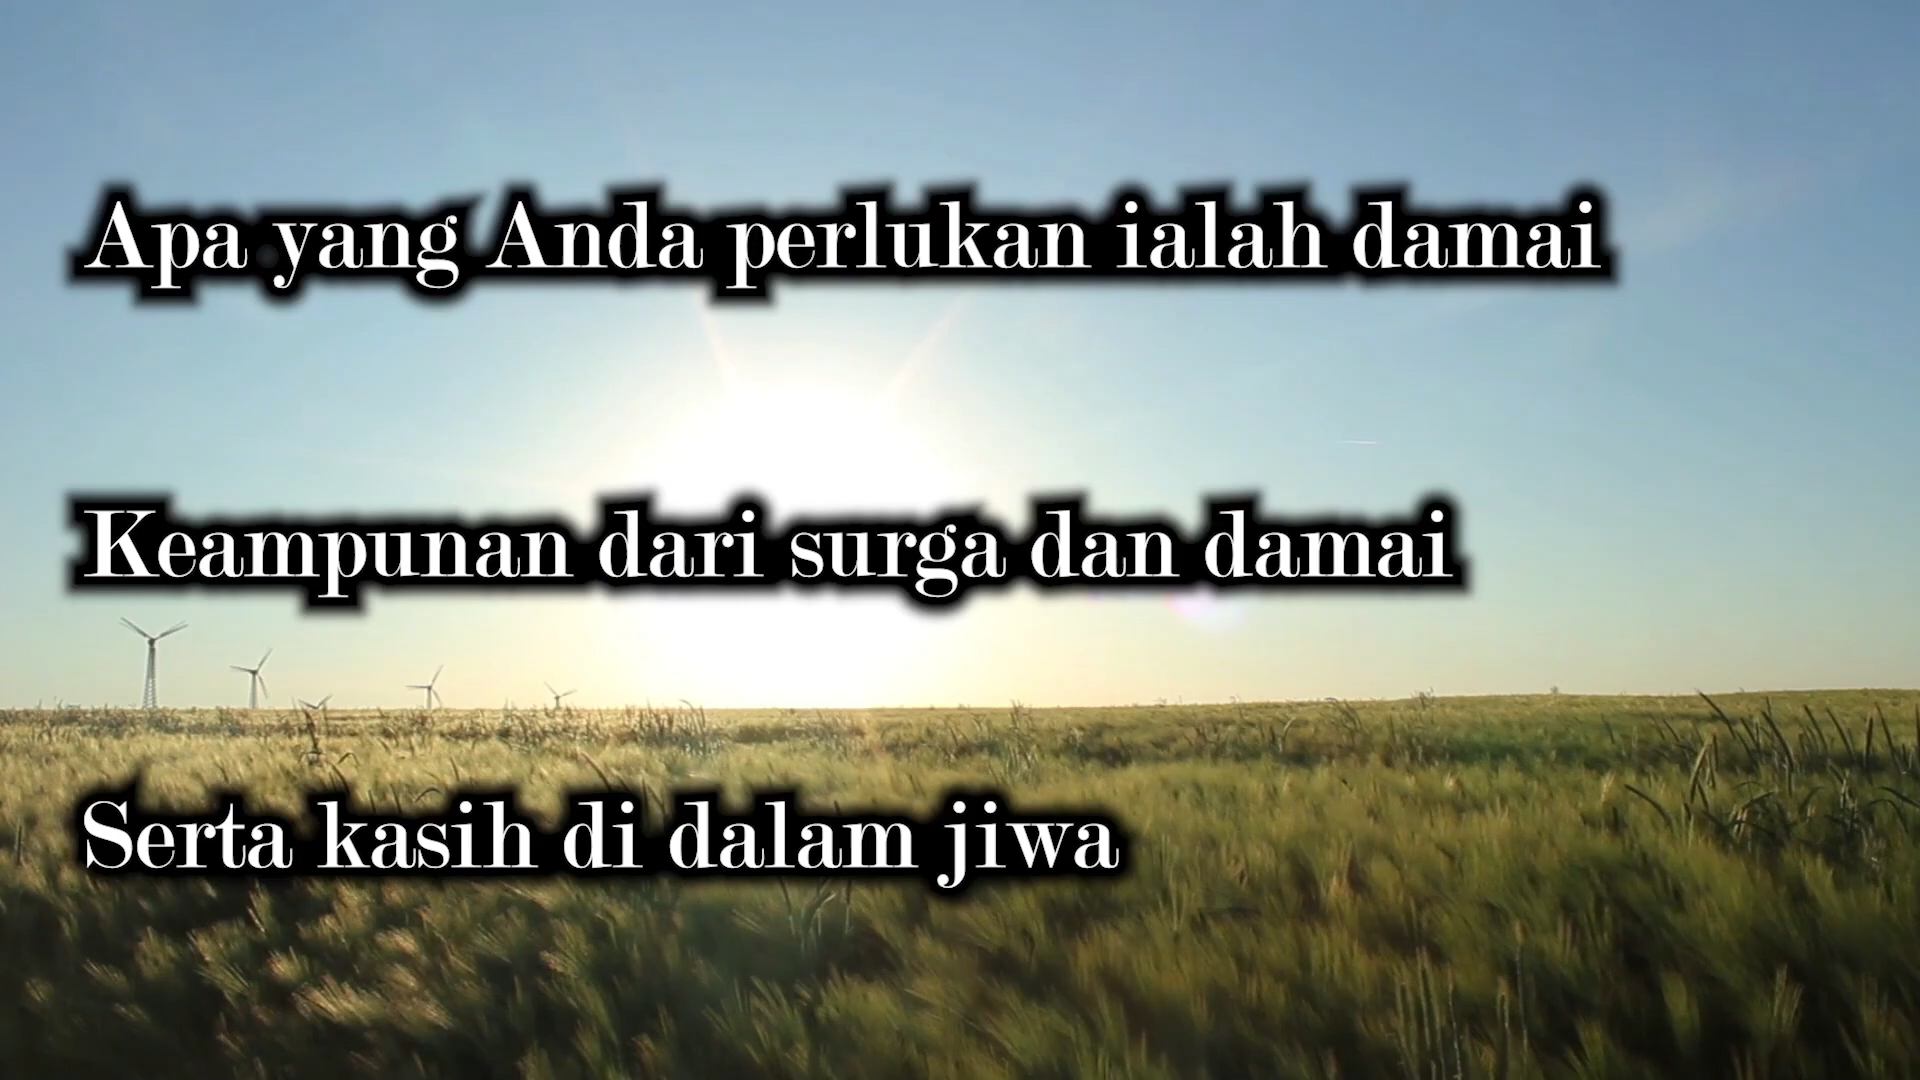 Apa yang Anda perlukan ialah damai
Keampunan dari surga dan damai
Serta kasih di dalam jiwa